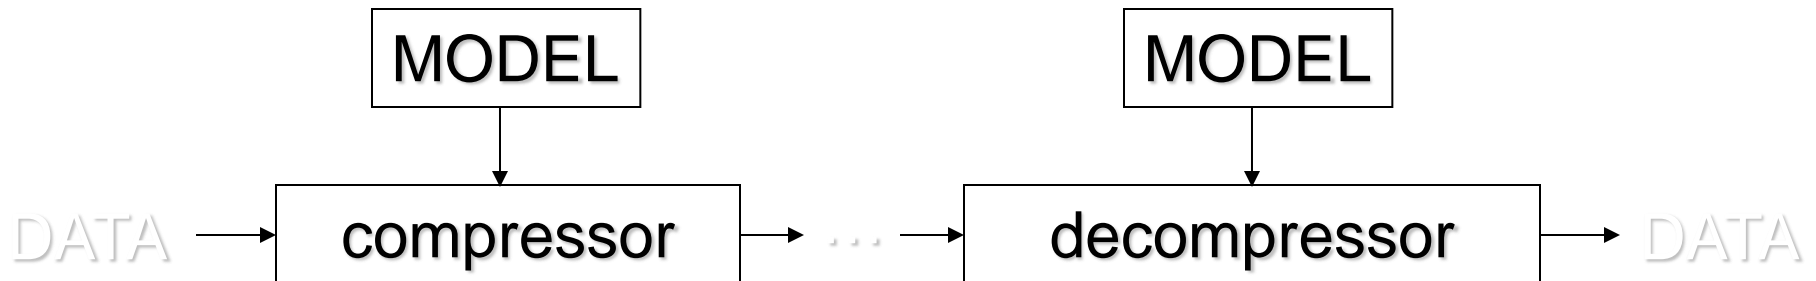 MODEL MODEL
DATA compressor ... decompressor DATA